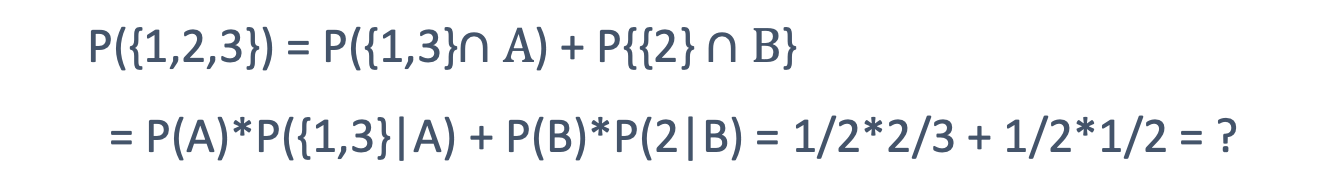 P({1,2,3}) = P({1,3}∩ A) + P{{2} ∩ B}
= P(A)*P({1,3}|A) + P(B)*P(2|B) = 1/2*2/3 + 1/2*1/2 = ?